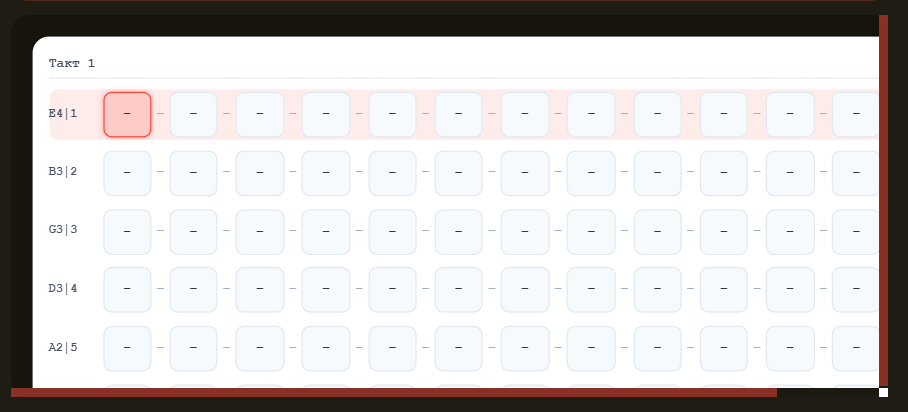 Такт 1
E4|1 – – – – – – – – – – – – – – – – – – – – – – –
B3|2 – – – – – – – – – – – – – – – – – – – – – – –
G3|3 – – – – – – – – – – – – – – – – – – – – – – –
D3|4 – – – – – – – – – – – – – – – – – – – – – – –
A2|5 – – – – – – – – – – – – – – – – – – – – – – –